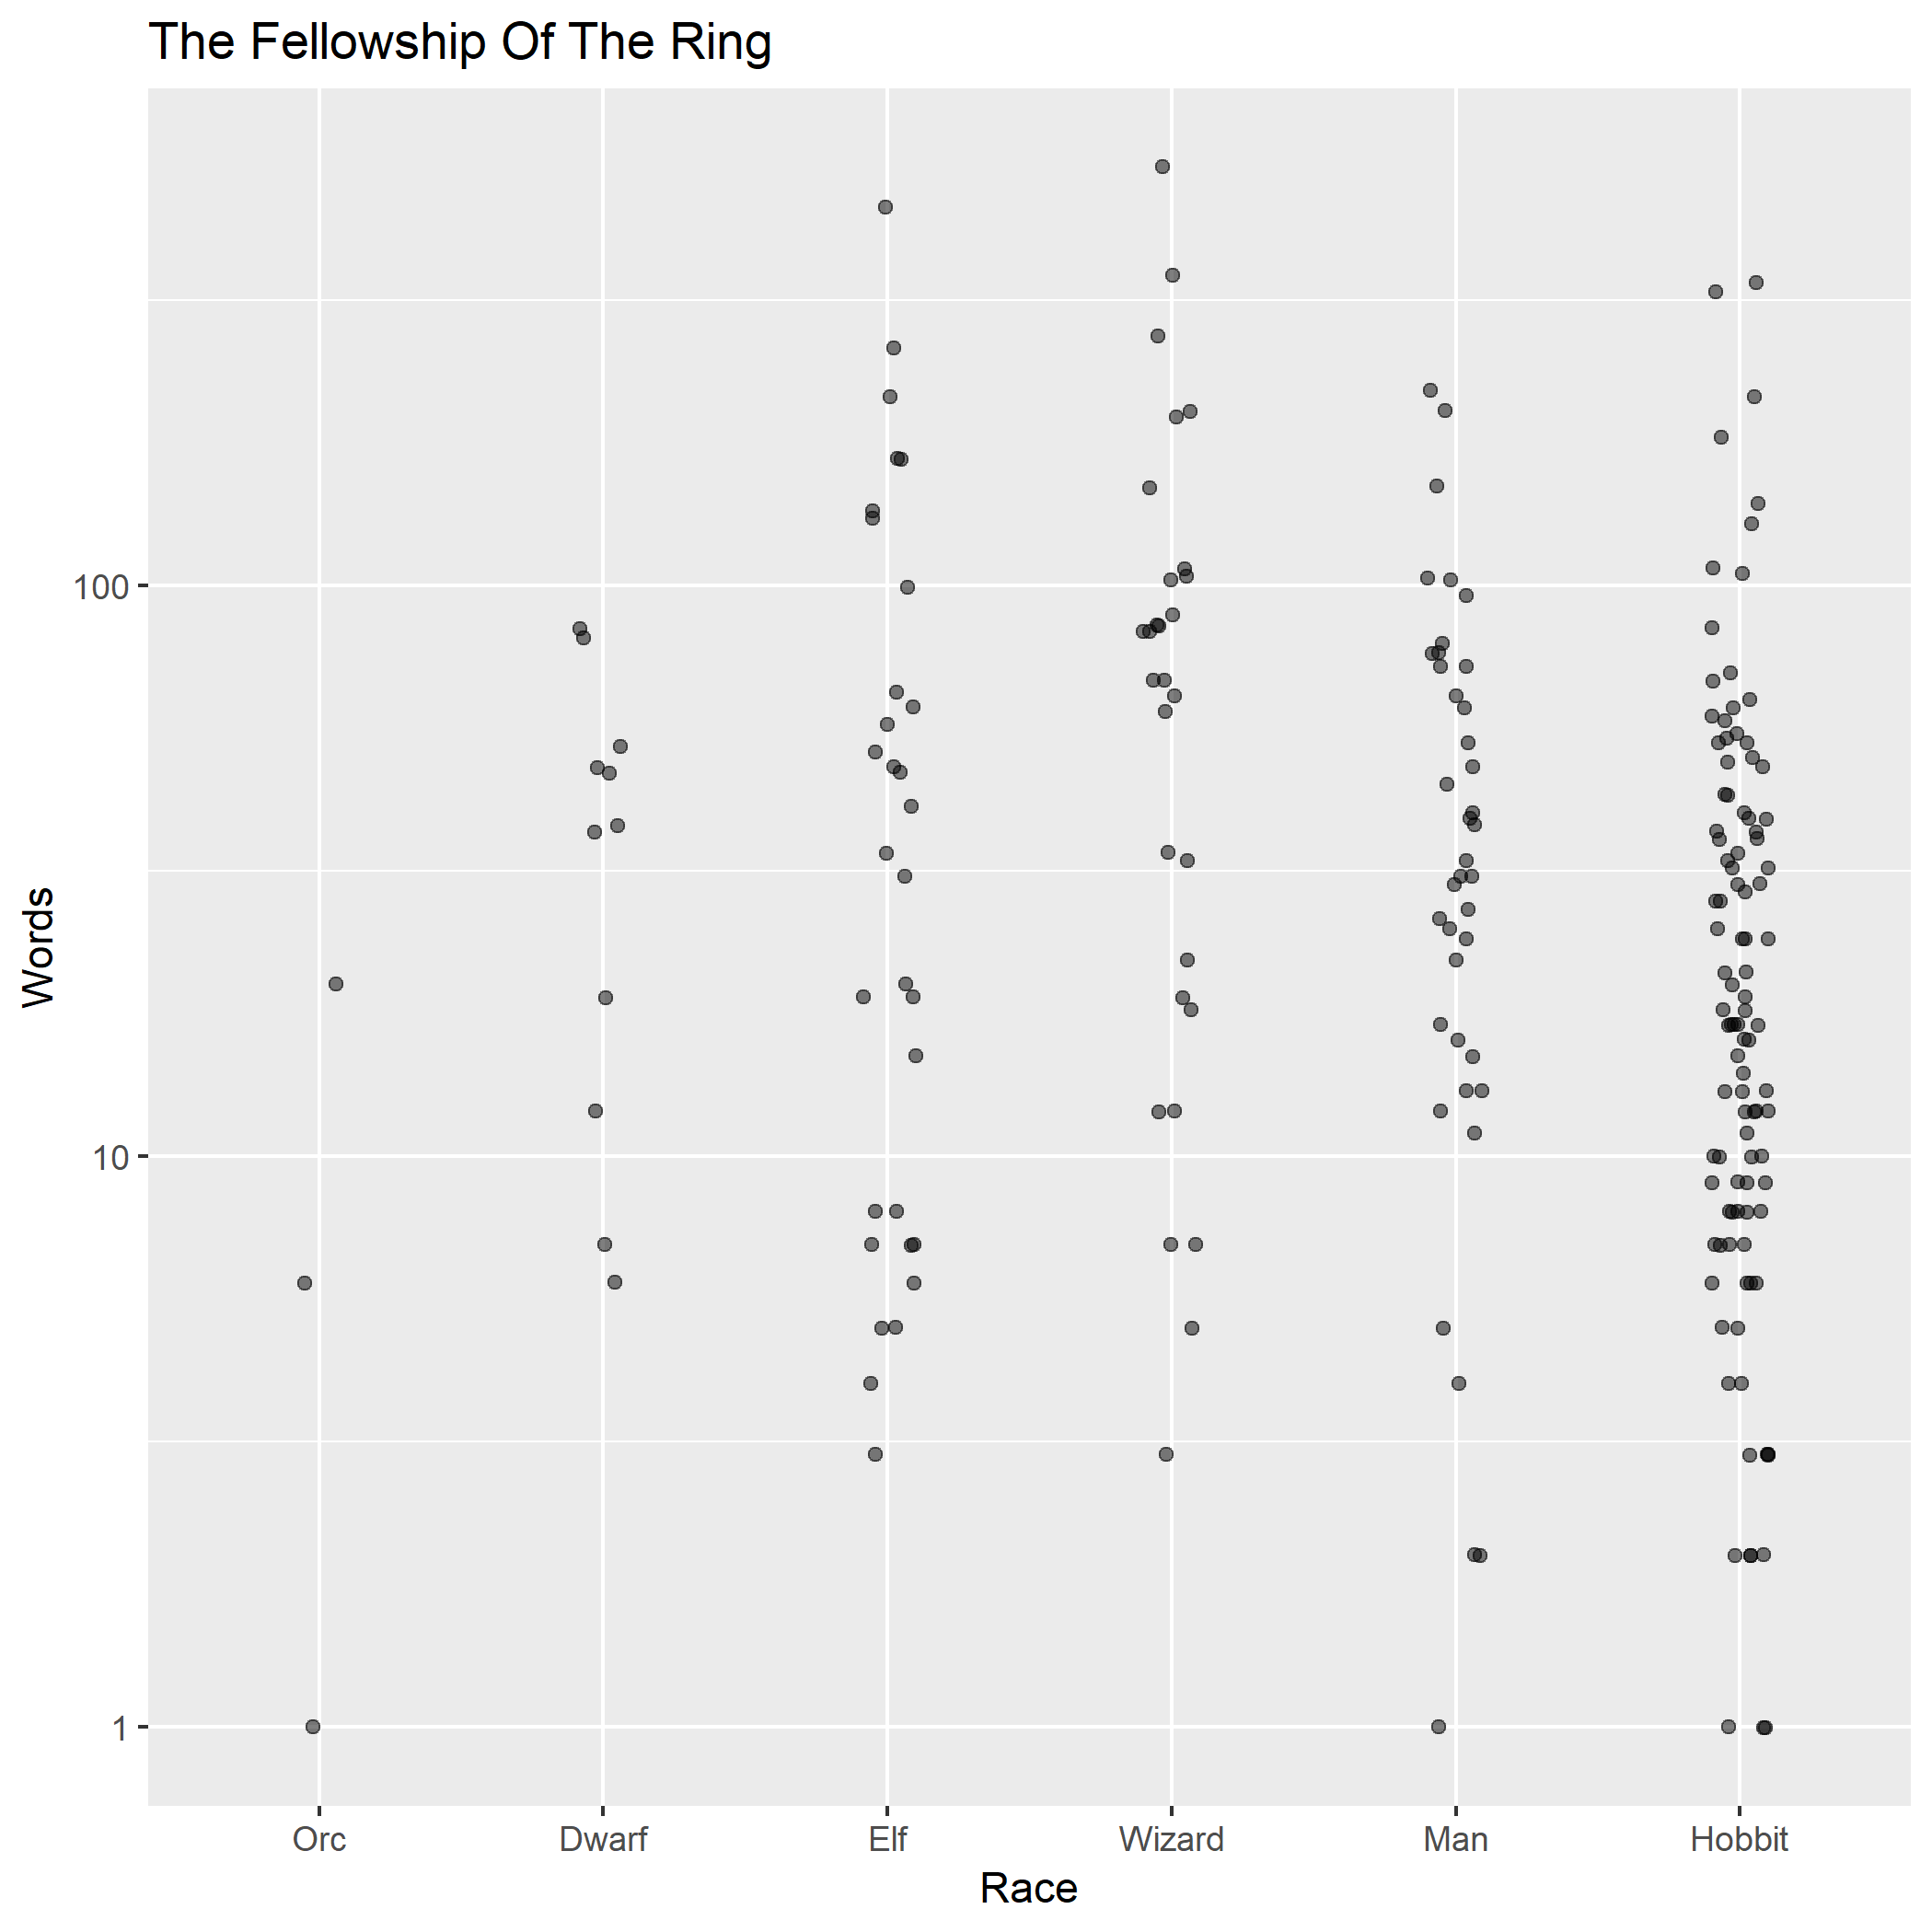 The Fellowship Of The Ring
Words
100
10
1
Orc Dwarf Elf Wizard Man Hobbit
Race